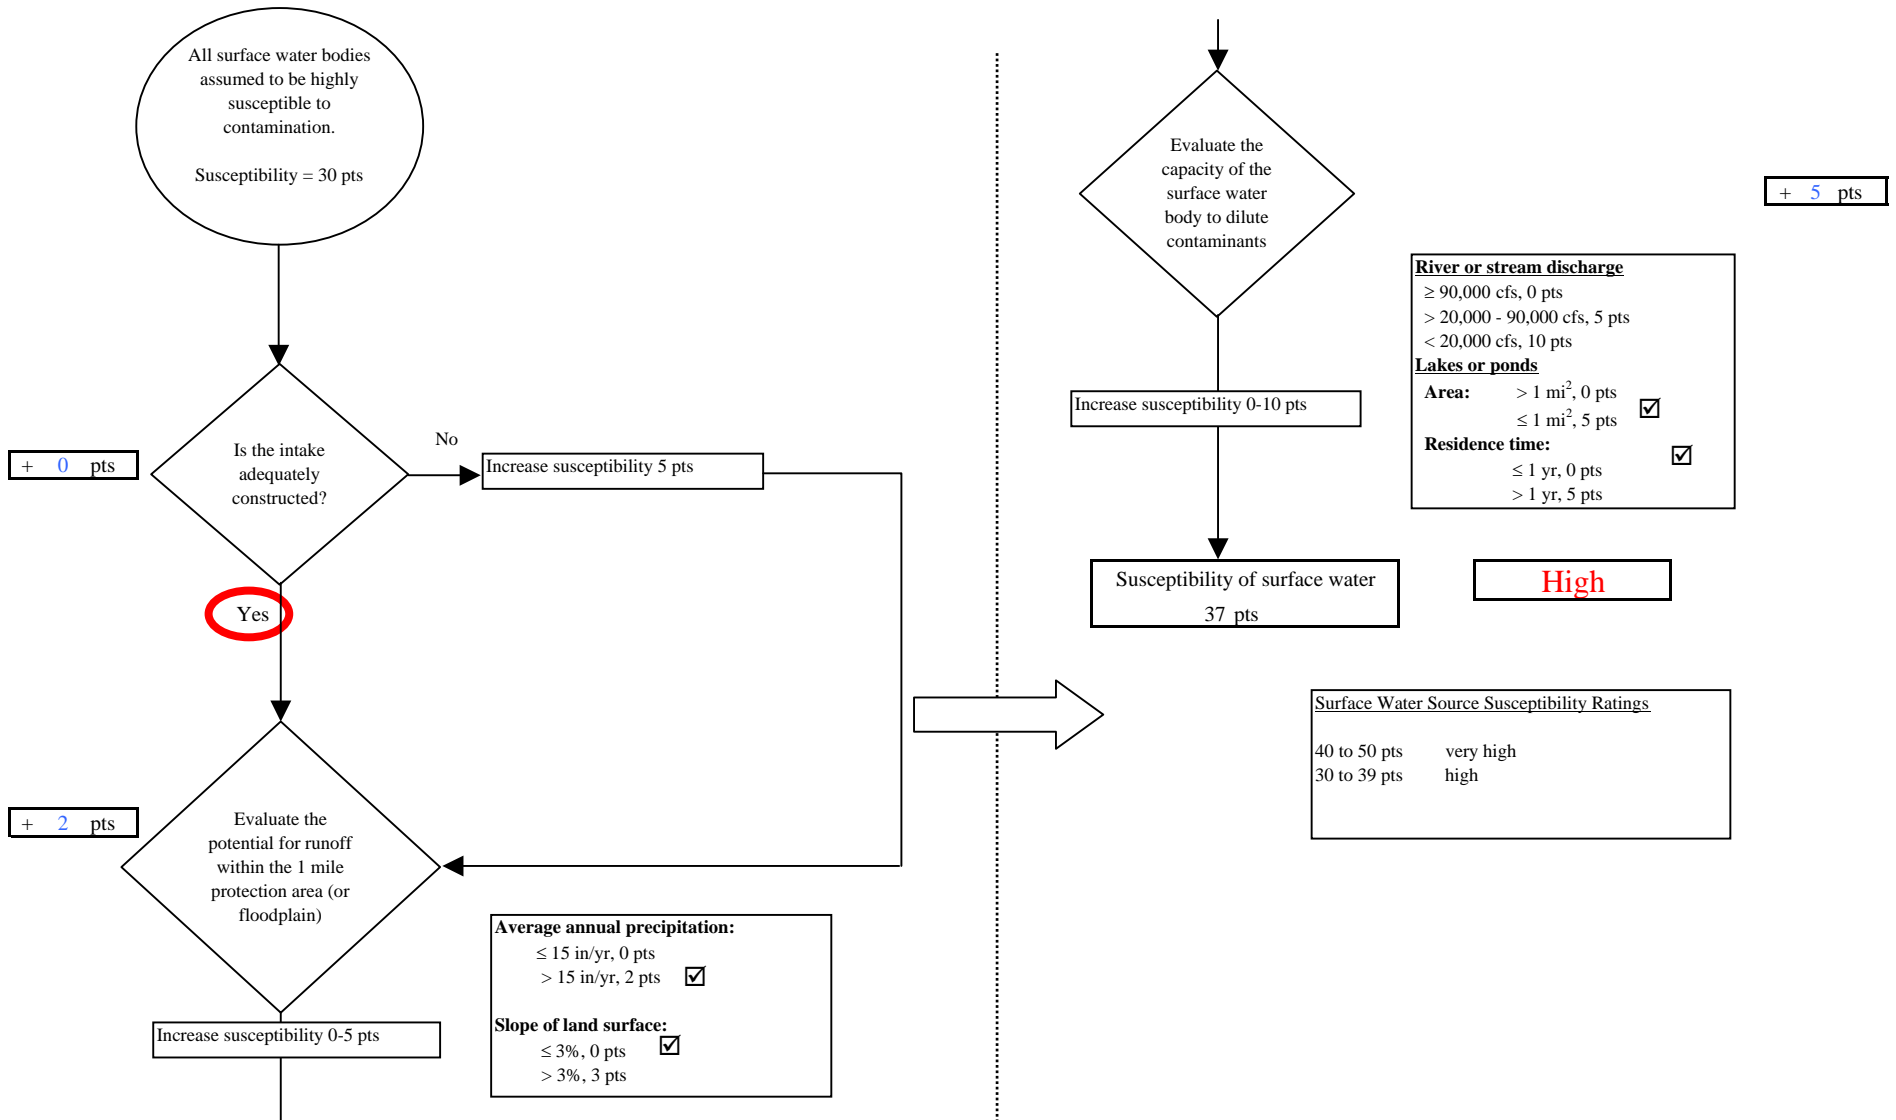 All surface water bodies
assumed to be highly
susceptible to
contamination.
Susceptibility = 30 pts
+ 0 pts
Is the intake
adequately
constructed?
No
Increase susceptibility 5 pts
Yes
+ 2 pts
Evaluate the
potential for runoff
within the 1 mile
protection area (or
floodplain)
Increase susceptibility 0-5 pts
Average annual precipitation:
≤ 15 in/yr, 0 pts
> 15 in/yr, 2 pts ☑
Slope of land surface:
≤ 3%, 0 pts ☑
> 3%, 3 pts
Evaluate the
capacity of the
surface water
body to dilute
contaminants
+ 5 pts
River or stream discharge
≥ 90,000 cfs, 0 pts
> 20,000 - 90,000 cfs, 5 pts
< 20,000 cfs, 10 pts
Lakes or ponds
Area: > 1 mi², 0 pts
≤ 1 mi², 5 pts ☑
Residence time: ☑
≤ 1 yr, 0 pts
> 1 yr, 5 pts
Increase susceptibility 0-10 pts
Susceptibility of surface water
37 pts
High
Surface Water Source Susceptibility Ratings
40 to 50 pts very high
30 to 39 pts high